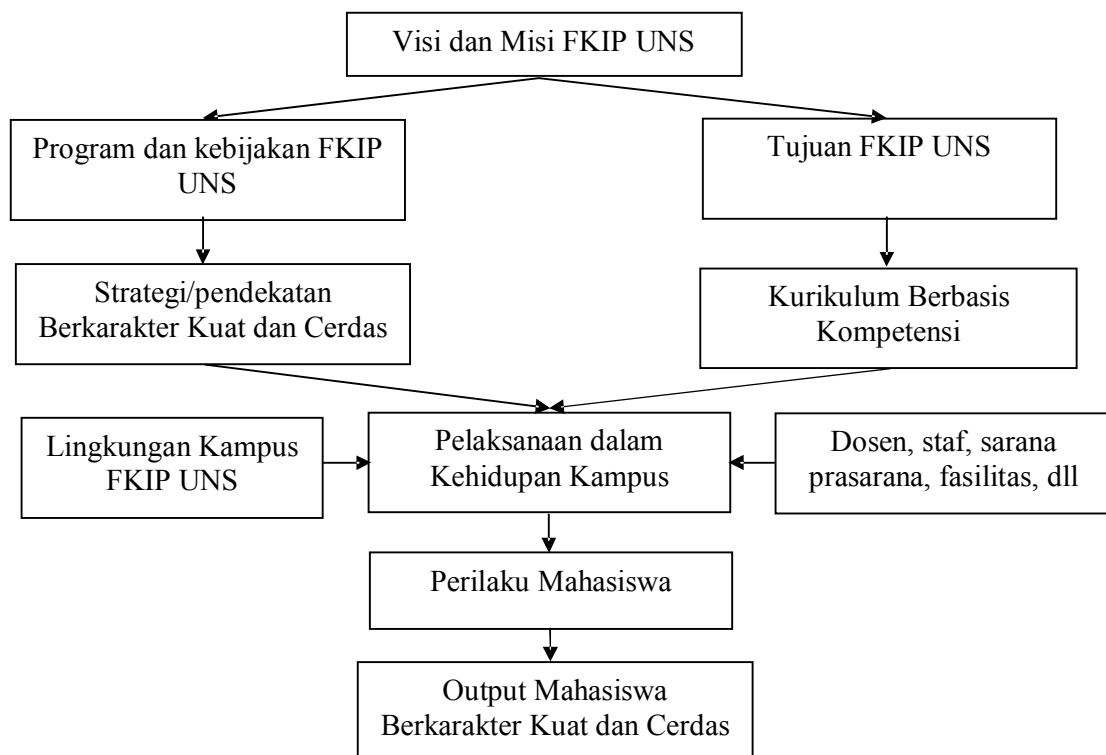 Visi dan Misi FKIP UNS
Program dan kebijakan FKIP
UNS
Tujuan FKIP UNS
Strategi/pendekatan
Berkarakter Kuat dan Cerdas
Kurikulum Berbasis
Kompetensi
Lingkungan Kampus
FKIP UNS
Pelaksanaan dalam
Kehidupan Kampus
Dosen, staf, sarana
prasarana, fasilitas, dll
Perilaku Mahasiswa
Output Mahasiswa
Berkarakter Kuat dan Cerdas